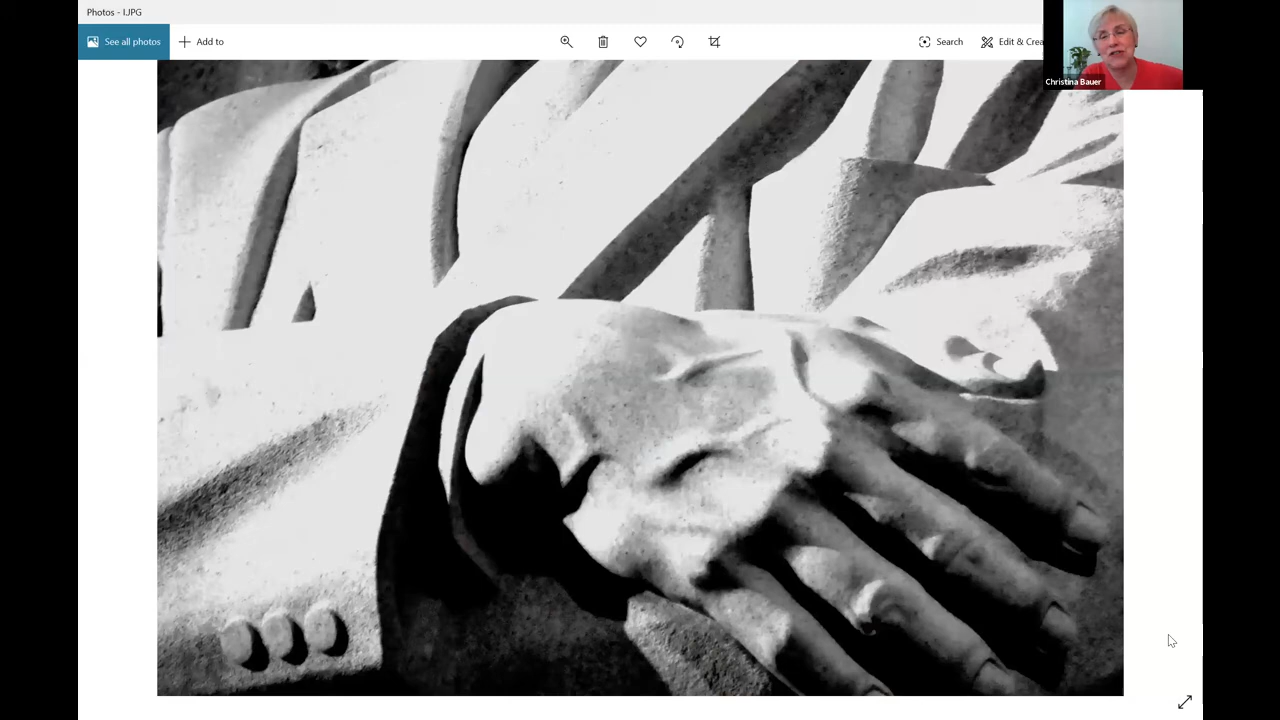 Photos - I.JPG
See all photos
Add to
Search
Edit & Crea
Christina Bauer